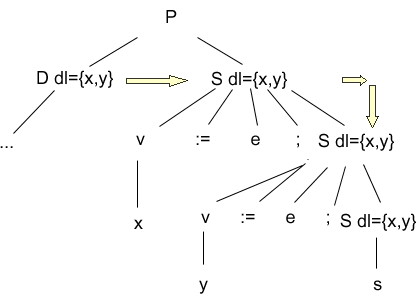 P
D dl={x,y} S dl={x,y}
... v := e ; S dl={x,y}
x v := e ; S dl={x,y}
y s